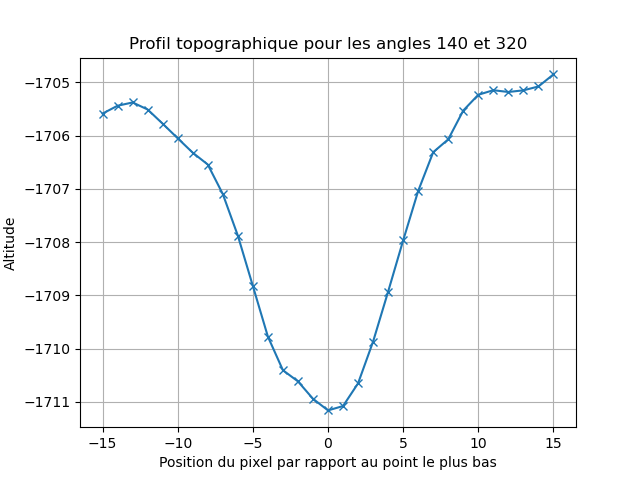 Profil topographique pour les angles 140 et 320
Altitude
−1705
−1706
−1707
−1708
−1709
−1710
−1711
−15 −10 −5 0 5 10 15
Position du pixel par rapport au point le plus bas